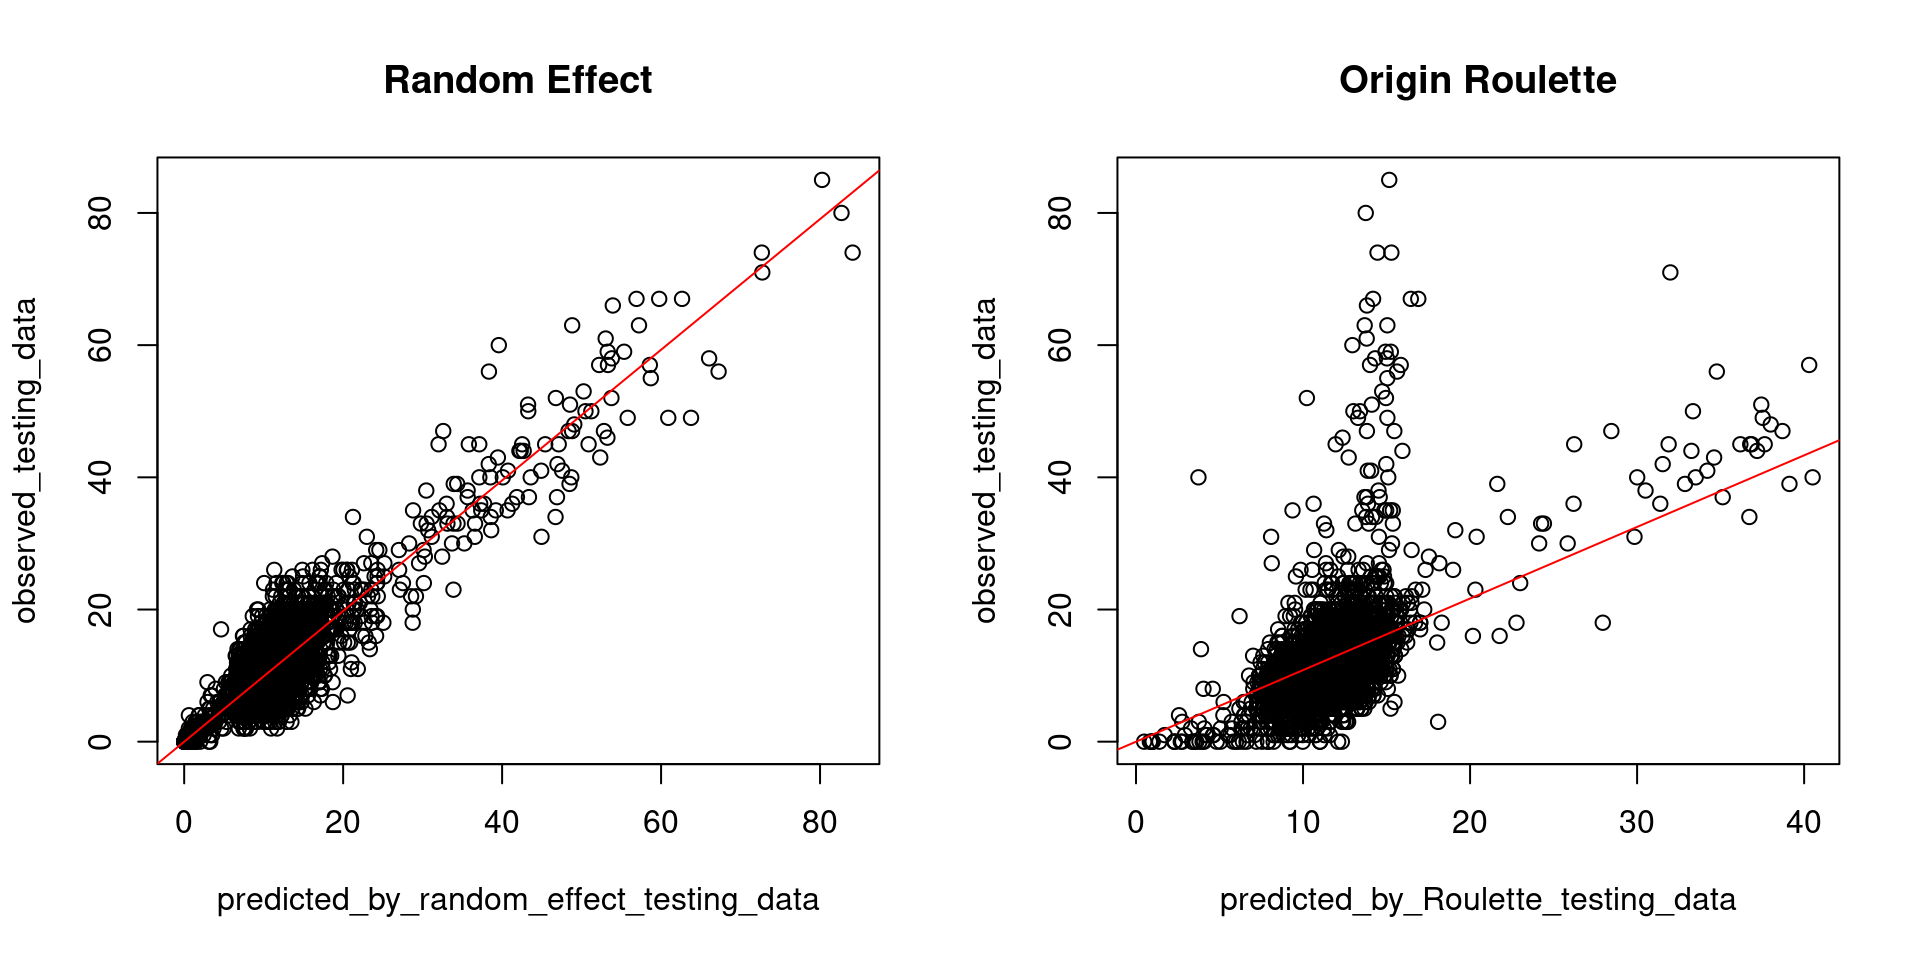 Random Effect
observed_testing_data
80
60
40
20
0
0 20 40 60 80
predicted_by_random_effect_testing_data
Origin Roulette
observed_testing_data
80
60
40
20
0
0 10 20 30 40
predicted_by_Roulette_testing_data